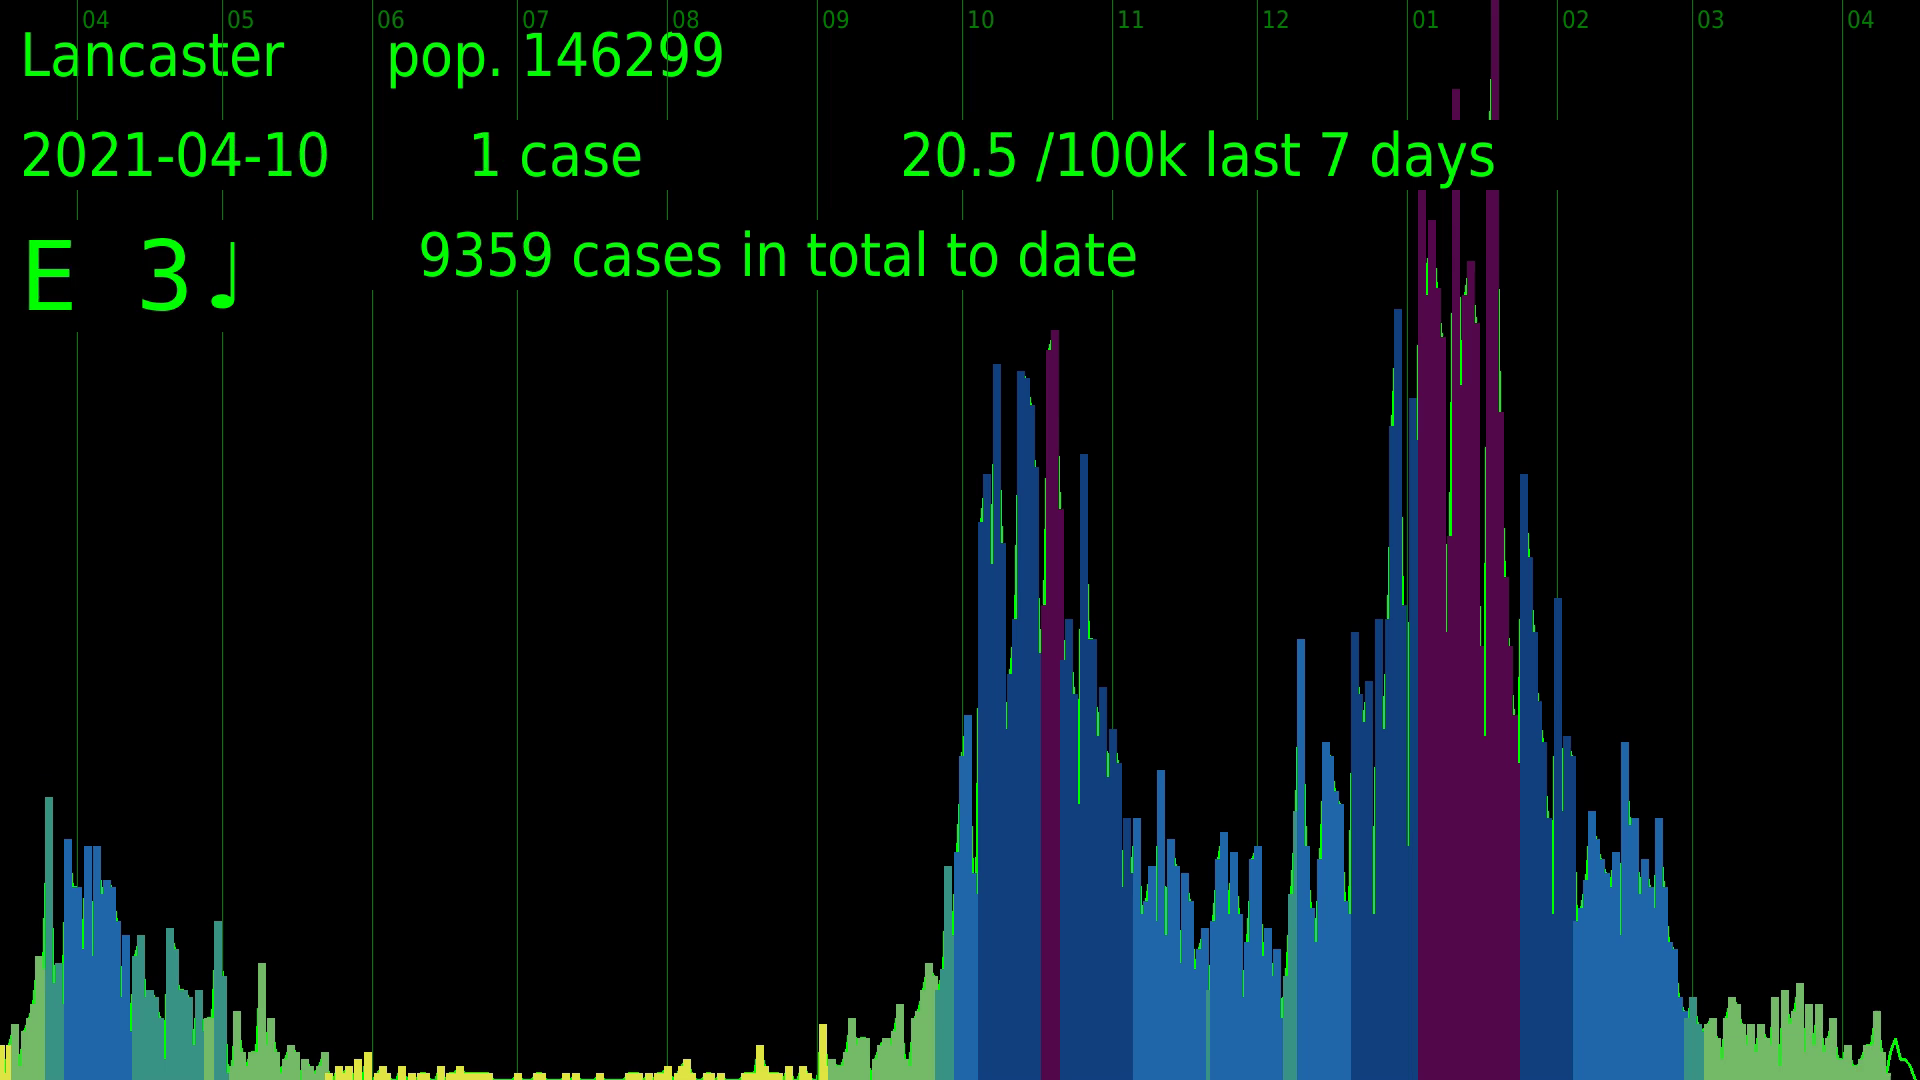 04 05 06 07 08 09 10 11 12 01 02 03 04
Lancaster pop. 146299
2021-04-10 1 case 20.5 /100k last 7 days
E 3♩ 9359 cases in total to date